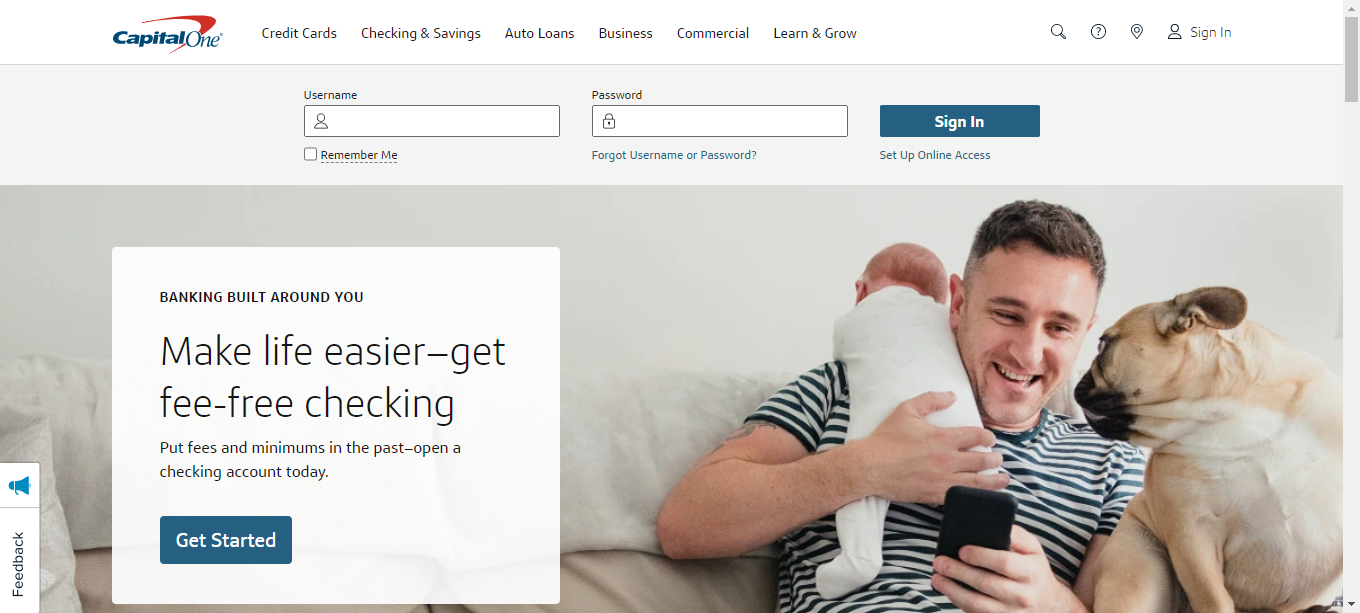 Capital One
Credit Cards
Checking & Savings
Auto Loans
Business
Commercial
Learn & Grow
Sign In
Username
Password
Sign In
Remember Me
Forgot Username or Password?
Set Up Online Access
BANKING BUILT AROUND YOU
Make life easier–get
fee-free checking
Put fees and minimums in the past–open a
checking account today.
Get Started
Feedback